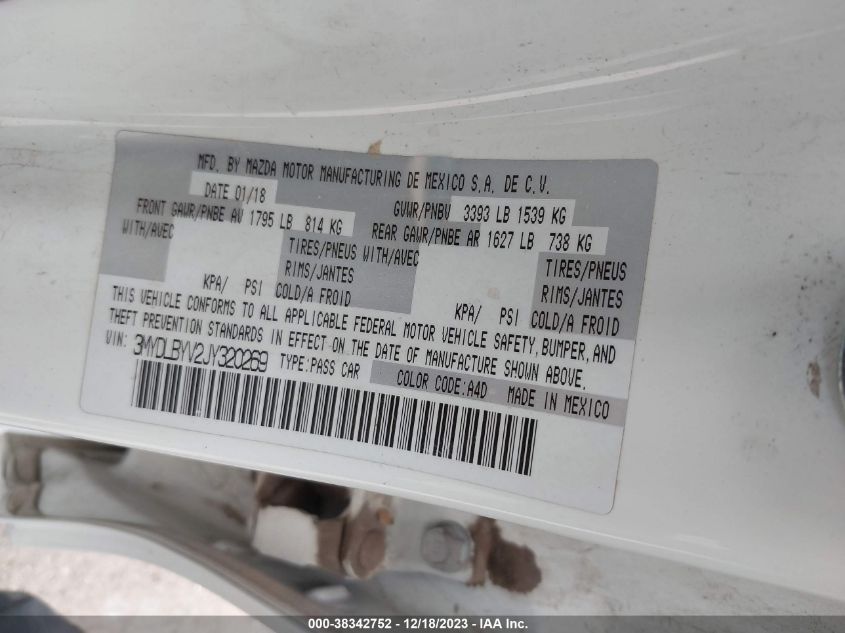 MFD. BY MAZDA MOTOR MANUFACTURING DE MEXICO S.A. DE C.V.
DATE 01/18
GVWR/PNBV 3393 LB 1539 KG
FRONT GAWR/PNBE AV 1795 LB 814 KG
REAR GAWR/PNBE AR 1627 LB 738 KG
WITH/AVEC
TIRES/PNEUS
WITH/AVEC
TIRES/PNEUS
RIMS/JANTES
RIMS/JANTES
KPA/ PSI COLD/A FROID
KPA/ PSI COLD/A FROID
THIS VEHICLE CONFORMS TO ALL APPLICABLE FEDERAL MOTOR VEHICLE SAFETY, BUMPER, AND
THEFT PREVENTION STANDARDS IN EFFECT ON THE DATE OF MANUFACTURE SHOWN ABOVE.
VIN: 3MYDLBYV2JY320269 TYPE:PASS CAR
COLOR CODE:A4D MADE IN MEXICO
000-38342752 - 12/18/2023 - IAA Inc.